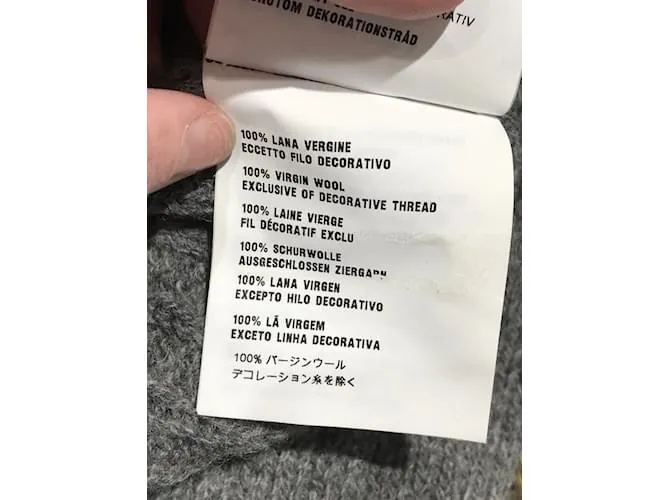 RATIV
DEKORATIONSTRÅD
100% LANA VERGINE
ECCETTO FILO DECORATIVO
100% VIRGIN WOOL
EXCLUSIVE OF DECORATIVE THREAD
100% LAINE VIERGE
FIL DÉCORATIF EXCLU
100% SCHURWOLLE
AUSGESCHLOSSEN ZIERGARN
100% LANA VIRGEN
EXCEPTO HILO DECORATIVO
100% LÃ VIRGEM
EXCETO LINHA DECORATIVA
100% バージンウール
デコレーション糸を除く